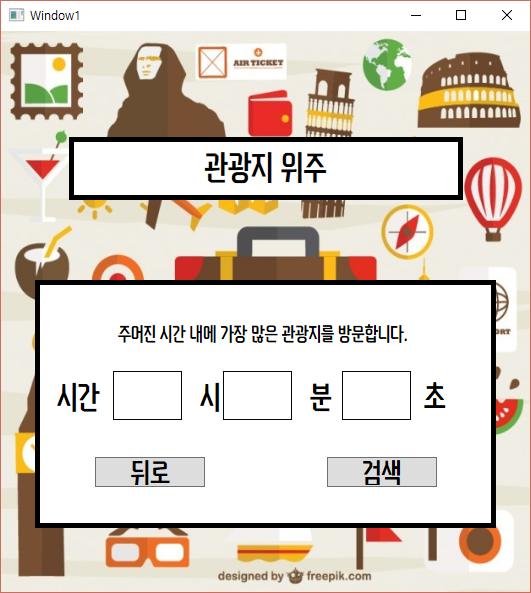 Window1
AIR TICKET
관광지 위주
주어진 시간 내에 가장 많은 관광지를 방문합니다.
시간 시 분 초
뒤로 검색
designed by freepik.com